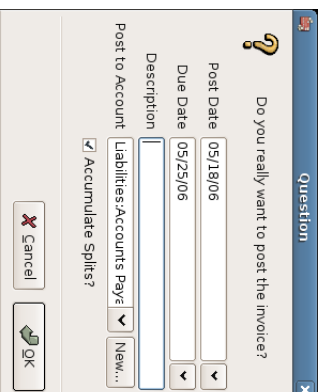 Question
Do you really want to post the invoice?
Post Date 05/18/06
Due Date 05/25/06
Description
Post to Account Liabilities:Accounts Paya New...
Accumulate Splits?
Cancel OK